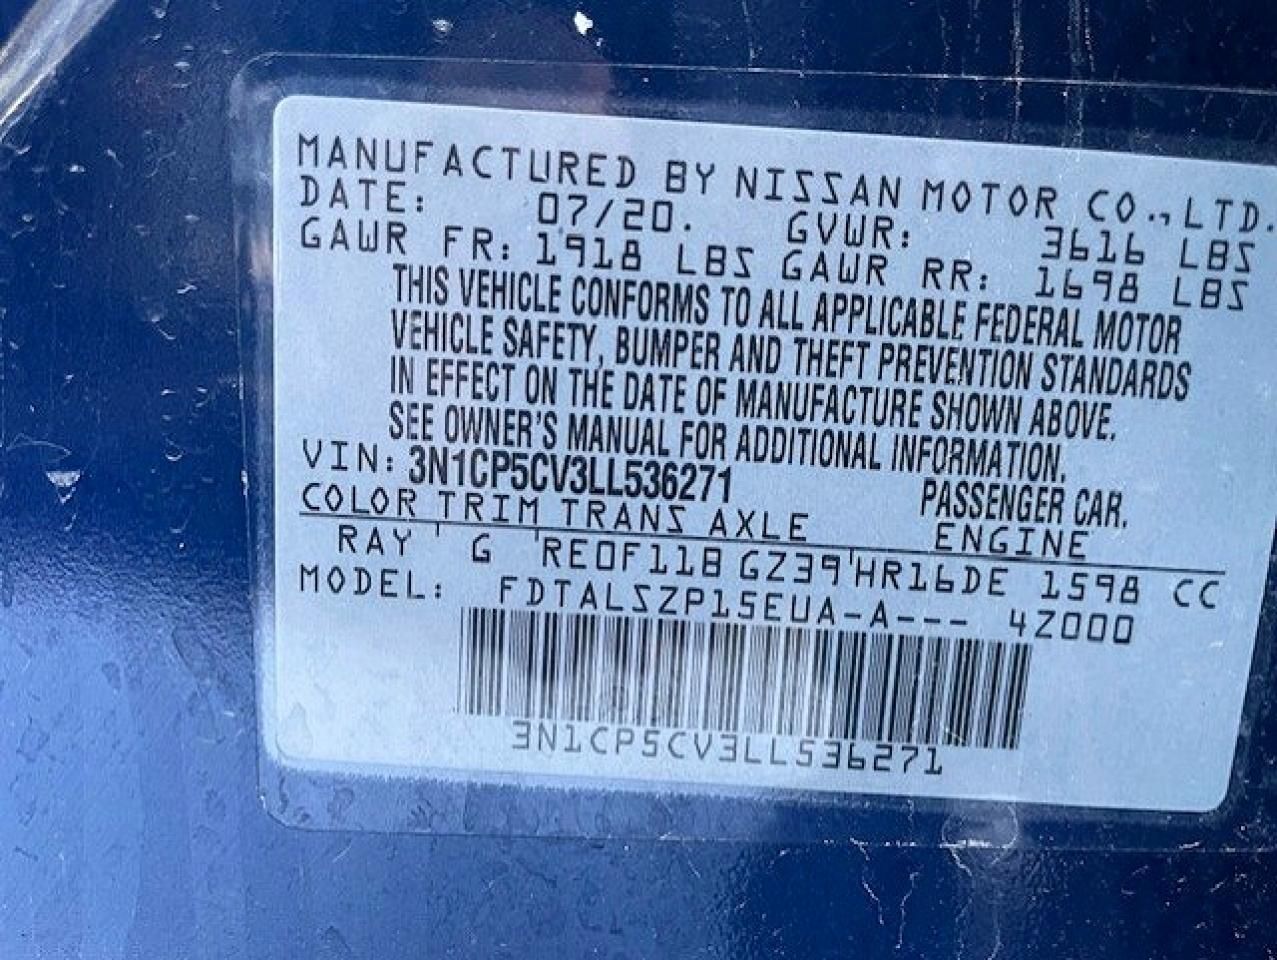 MANUFACTURED BY NISSAN MOTOR CO., LTD.
DATE: 07/20. GVWR: 3616 LBS
GAWR FR: 1918 LBS GAWR RR: 1698 LBS
THIS VEHICLE CONFORMS TO ALL APPLICABLE FEDERAL MOTOR
VEHICLE SAFETY, BUMPER AND THEFT PREVENTION STANDARDS
IN EFFECT ON THE DATE OF MANUFACTURE SHOWN ABOVE.
SEE OWNER'S MANUAL FOR ADDITIONAL INFORMATION.
VIN: 3N1CP5CV3LL536271 PASSENGER CAR.
COLOR TRIM TRANS AXLE ENGINE
RAY ' G 'RE0F11B GZ39'HR16DE 1598 CC
MODEL: FDTALSZP15EUA-A--- 4Z000
3N1CP5CV3LL536271